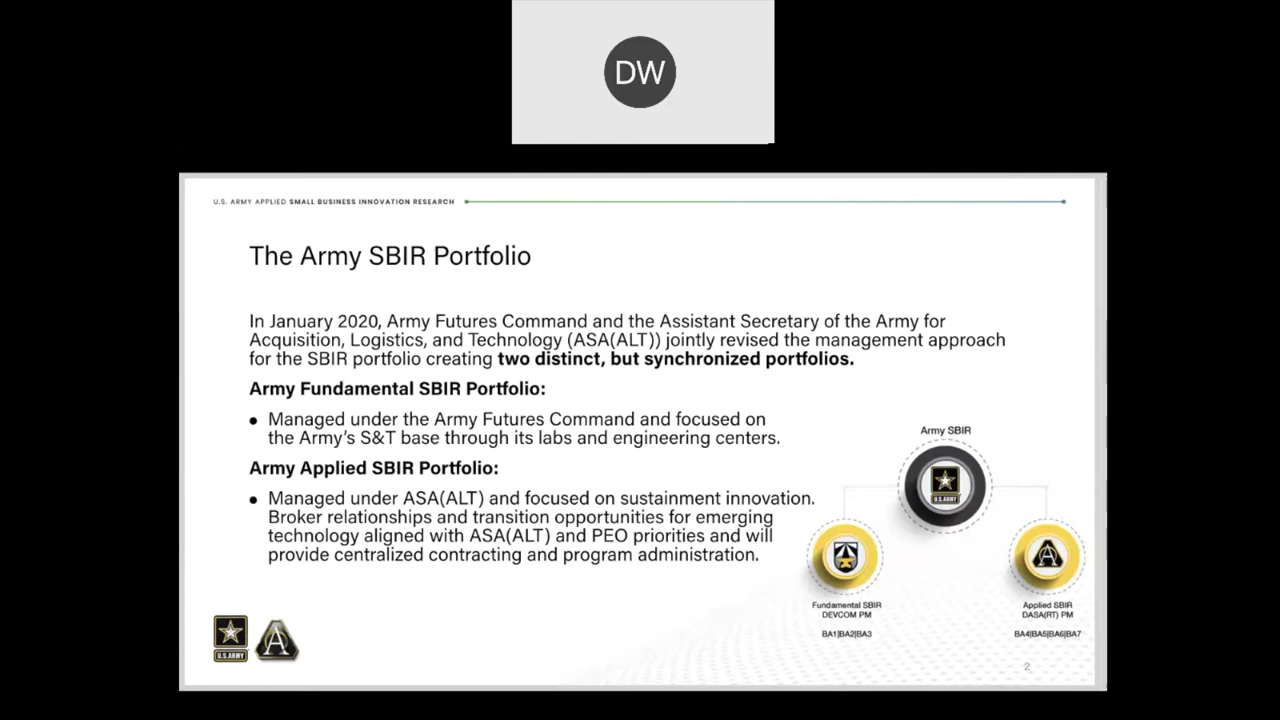 DW
U.S. ARMY APPLIED SMALL BUSINESS INNOVATION RESEARCH
The Army SBIR Portfolio
In January 2020, Army Futures Command and the Assistant Secretary of the Army for
Acquisition, Logistics, and Technology (ASA(ALT)) jointly revised the management approach
for the SBIR portfolio creating two distinct, but synchronized portfolios.
Army Fundamental SBIR Portfolio:
• Managed under the Army Futures Command and focused on
the Army's S&T base through its labs and engineering centers.
Army Applied SBIR Portfolio:
• Managed under ASA(ALT) and focused on sustainment innovation.
Broker relationships and transition opportunities for emerging
technology aligned with ASA(ALT) and PEO priorities and will
provide centralized contracting and program administration.
Army SBIR
U.S.ARMY
Fundamental SBIR
DEVCOM PM
BA1|BA2|BA3
A
Applied SBIR
DASA(RT) PM
BA4|BA5|BA6|BA7
U.S.ARMY
A
2